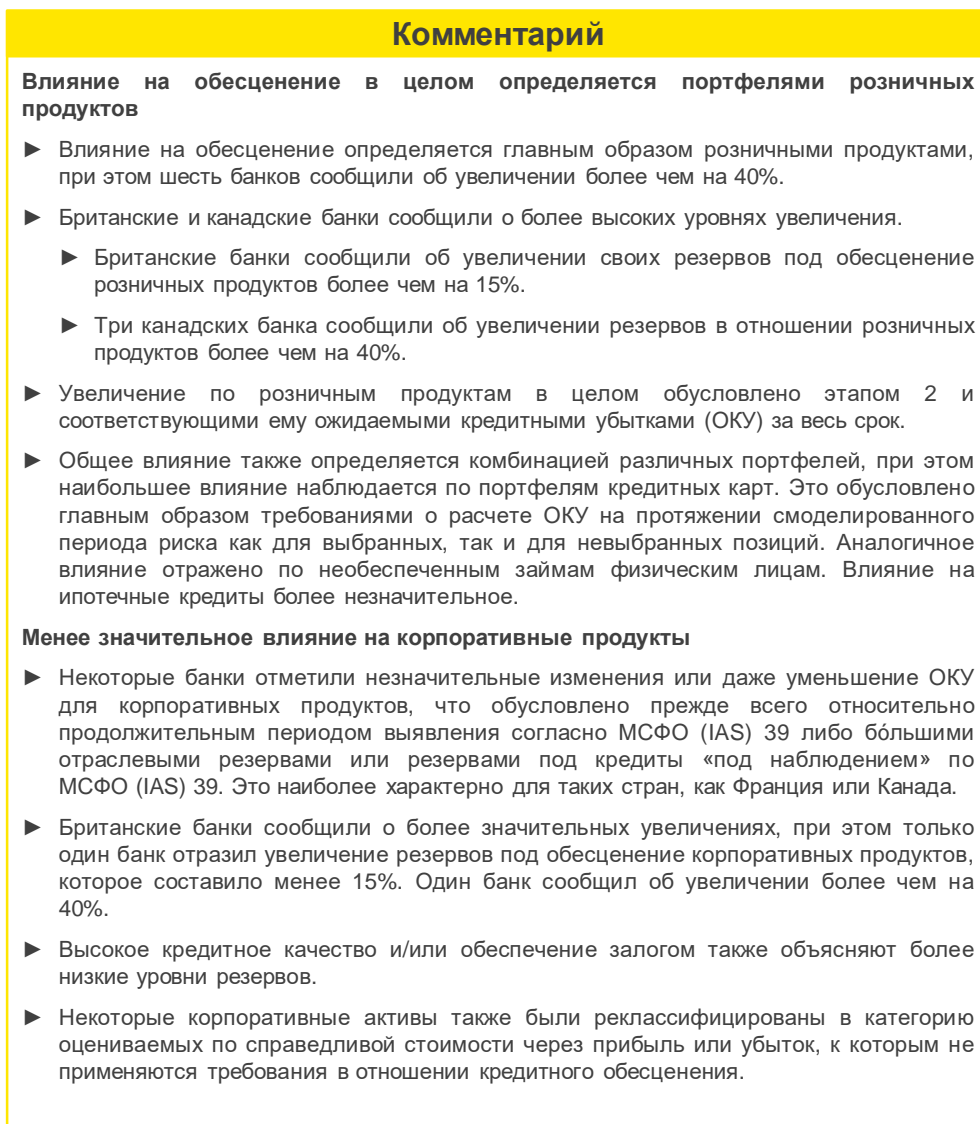 Комментарий
Влияние на обесценение в целом определяется портфелями розничных
продуктов
► Влияние на обесценение определяется главным образом розничными продуктами,
при этом шесть банков сообщили об увеличении более чем на 40%.
► Британские и канадские банки сообщили о более высоких уровнях увеличения.
► Британские банки сообщили об увеличении своих резервов под обесценение
розничных продуктов более чем на 15%.
► Три канадских банка сообщили об увеличении резервов в отношении розничных
продуктов более чем на 40%.
► Увеличение по розничным продуктам в целом обусловлено этапом 2 и
соответствующими ему ожидаемыми кредитными убытками (ОКУ) за весь срок.
► Общее влияние также определяется комбинацией различных портфелей, при этом
наибольшее влияние наблюдается по портфелям кредитных карт. Это обусловлено
главным образом требованиями о расчете ОКУ на протяжении смоделированного
периода риска как для выбранных, так и для невыбранных позиций. Аналогичное
влияние отражено по необеспеченным займам физическим лицам. Влияние на
ипотечные кредиты более незначительное.
Менее значительное влияние на корпоративные продукты
► Некоторые банки отметили незначительные изменения или даже уменьшение ОКУ
для корпоративных продуктов, что обусловлено прежде всего относительно
продолжительным периодом выявления согласно МСФО (IAS) 39 либо бо́льшими
отраслевыми резервами или резервами под кредиты «под наблюдением» по
МСФО (IAS) 39. Это наиболее характерно для таких стран, как Франция или Канада.
► Британские банки сообщили о более значительных увеличениях, при этом только
один банк отразил увеличение резервов под обесценение корпоративных продуктов,
которое составило менее 15%. Один банк сообщил об увеличении более чем на
40%.
► Высокое кредитное качество и/или обеспечение залогом также объясняют более
низкие уровни резервов.
► Некоторые корпоративные активы также были реклассифицированы в категорию
оцениваемых по справедливой стоимости через прибыль или убыток, к которым не
применяются требования в отношении кредитного обесценения.